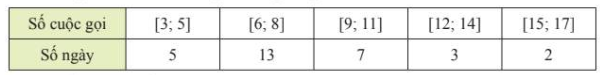 Số cuộc gọi [3; 5] [6; 8] [9; 11] [12; 14] [15; 17]
Số ngày 5 13 7 3 2